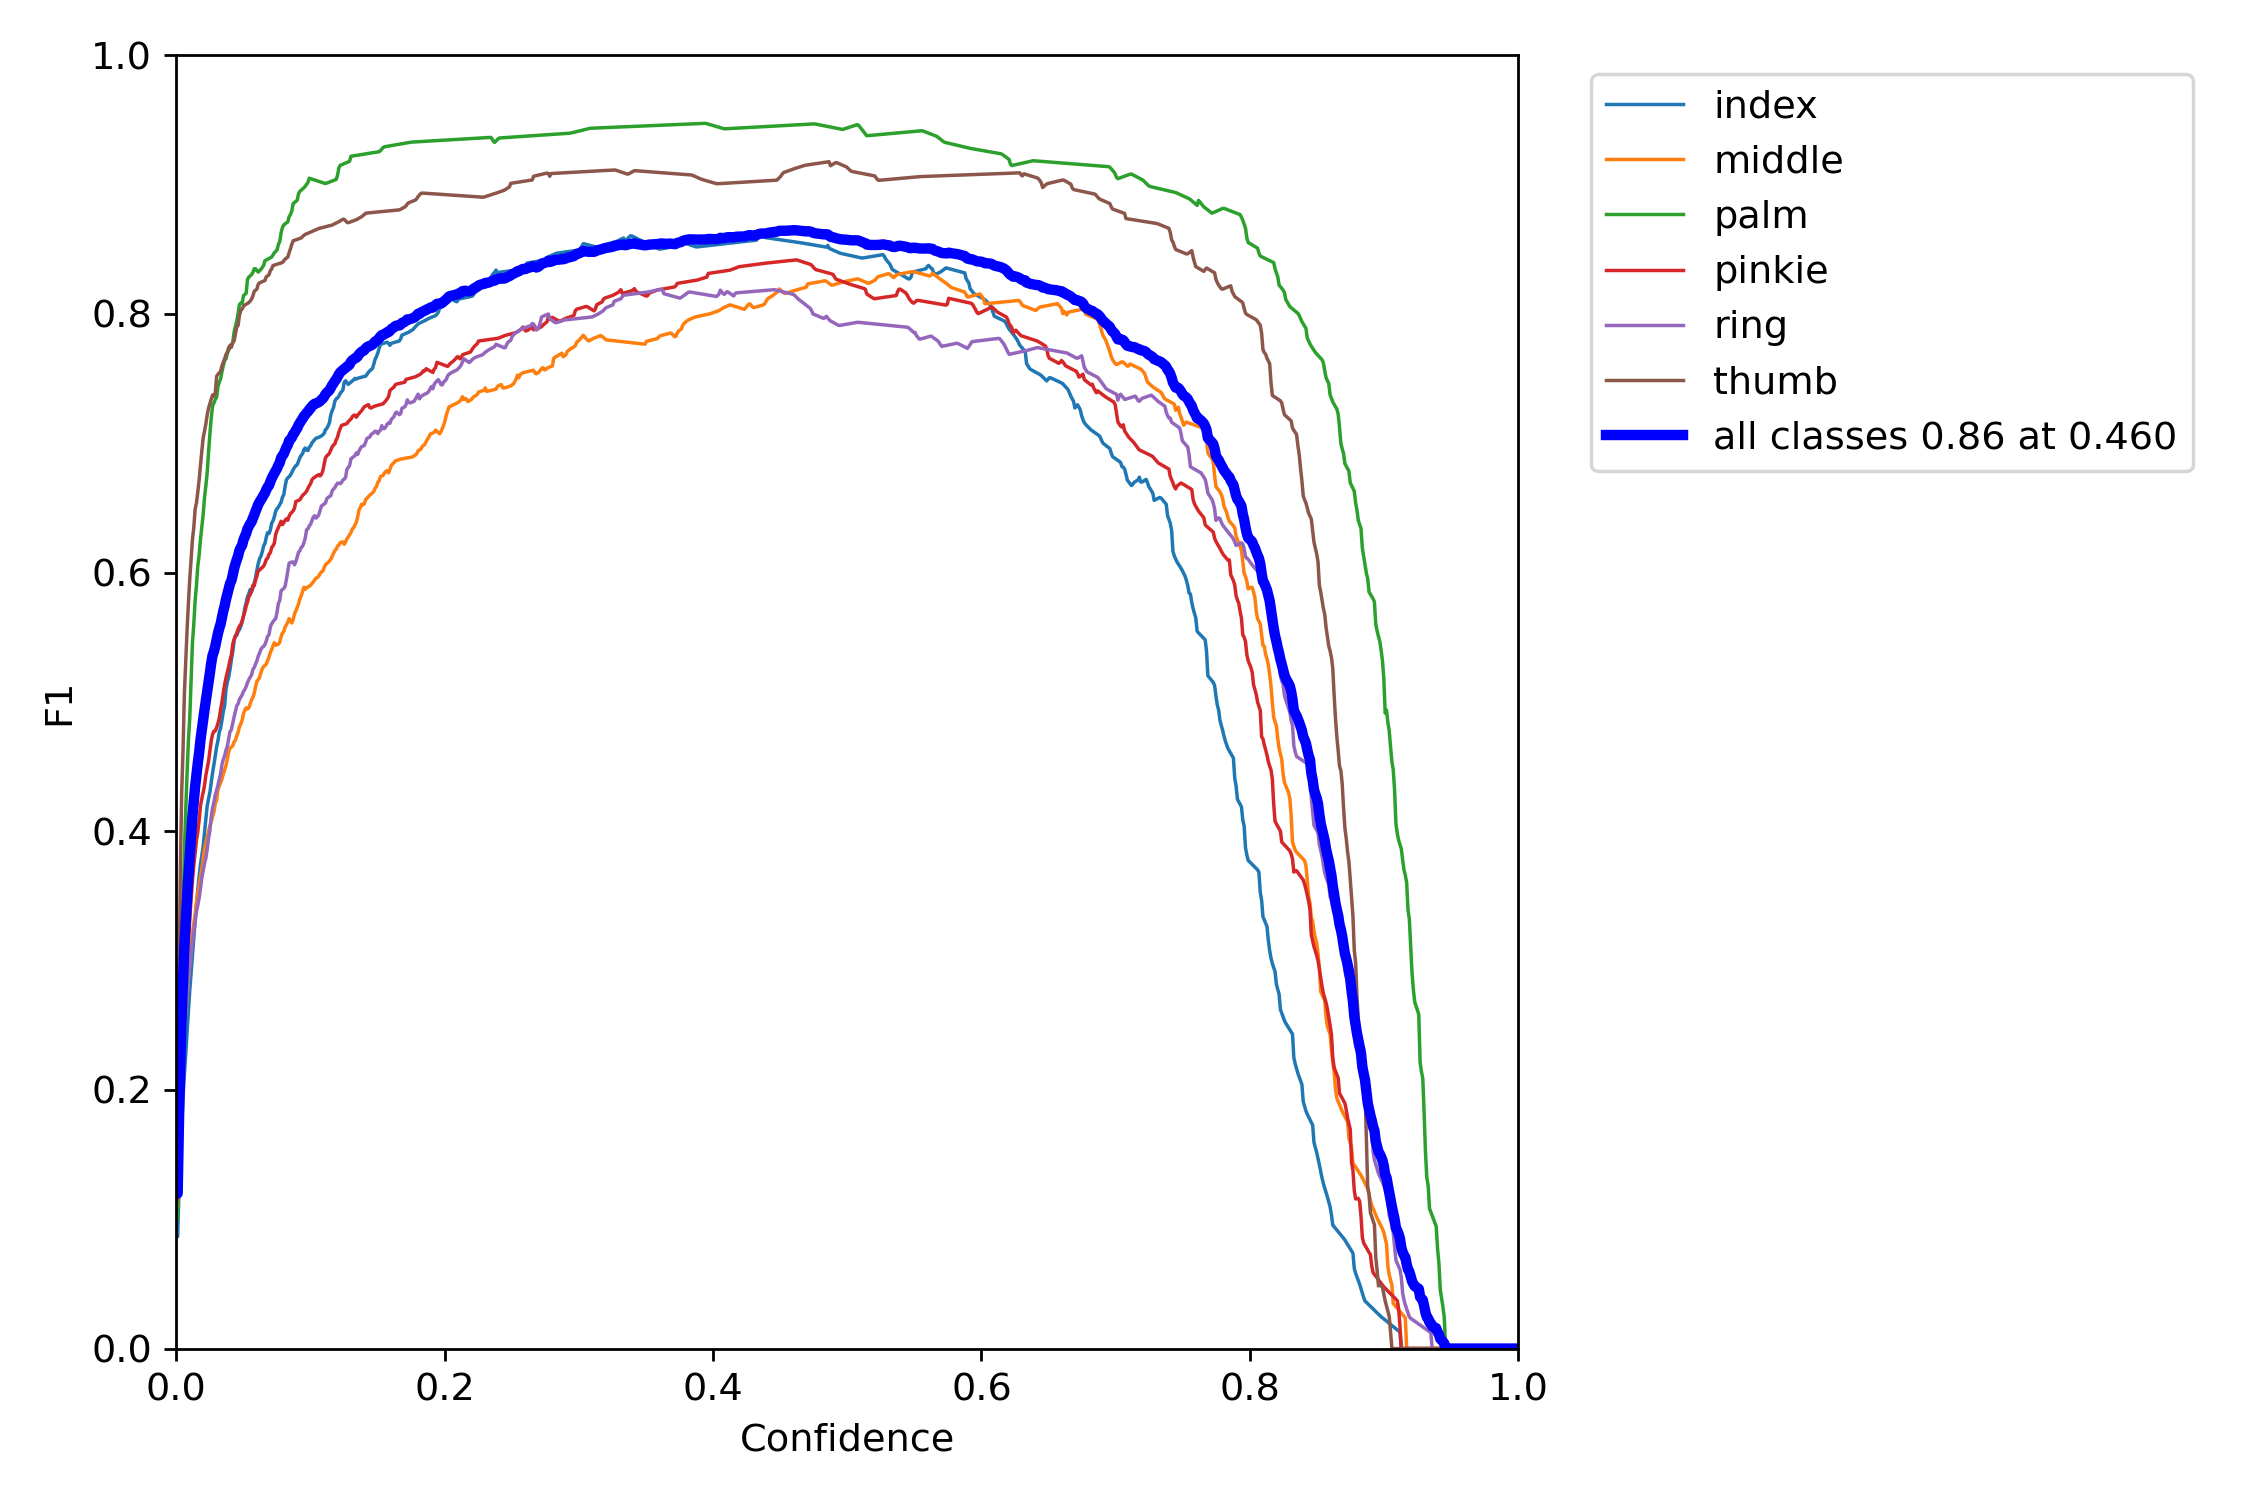 1.0
0.8
0.6
0.4
0.2
0.0
F1
0.0 0.2 0.4 0.6 0.8 1.0
Confidence
index
middle
palm
pinkie
ring
thumb
all classes 0.86 at 0.460